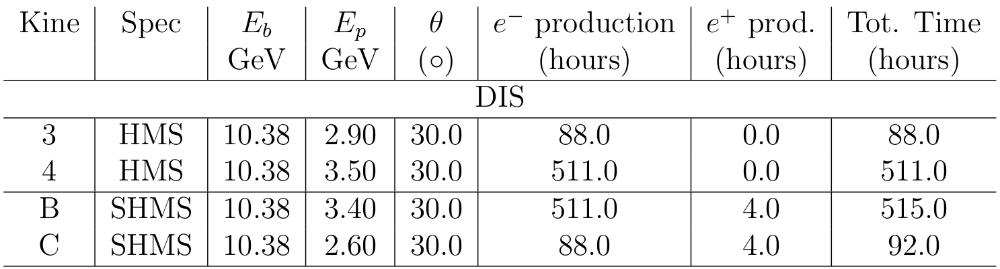 Kine Spec E_b E_p θ e⁻ production e⁺ prod. Tot. Time
GeV GeV (∘) (hours) (hours) (hours)
DIS
3 HMS 10.38 2.90 30.0 88.0 0.0 88.0
4 HMS 10.38 3.50 30.0 511.0 0.0 511.0
B SHMS 10.38 3.40 30.0 511.0 4.0 515.0
C SHMS 10.38 2.60 30.0 88.0 4.0 92.0